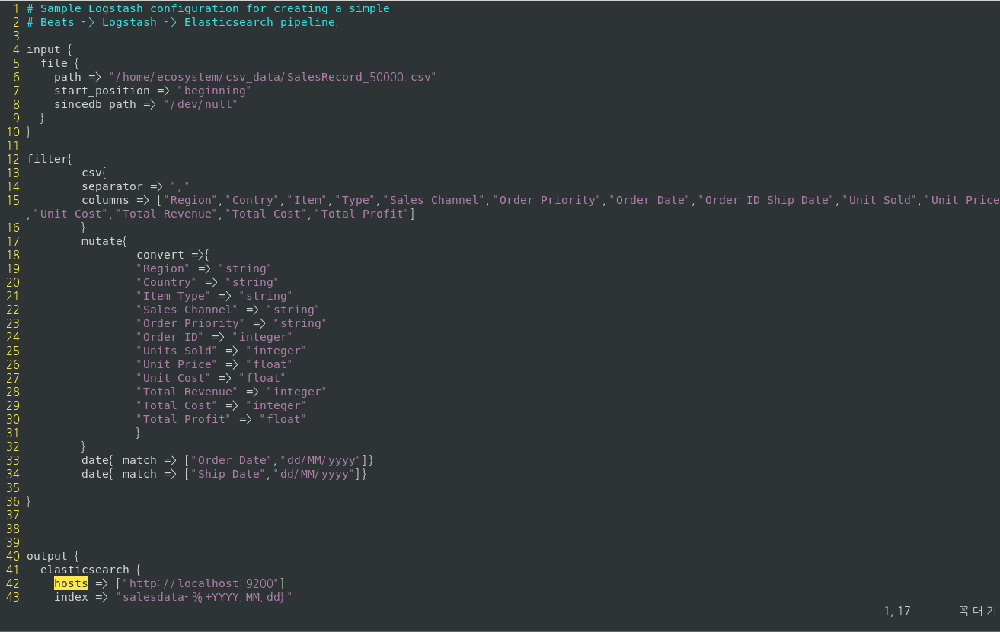 1 # Sample Logstash configuration for creating a simple
2 # Beats -> Logstash -> Elasticsearch pipeline.
3
4 input {
5   file {
6     path => "/home/ecosystem/csv_data/SalesRecord_50000.csv"
7     start_position => "beginning"
8     sincedb_path => "/dev/null"
9   }
10 }
11
12 filter{
13         csv{
14         separator => ","
15         columns => ["Region","Contry","Item","Type","Sales Channel","Order Priority","Order Date","Order ID Ship Date","Unit Sold","Unit Price
,"Unit Cost","Total Revenue","Total Cost","Total Profit"]
16         }
17         mutate{
18                 convert =>{
19                 "Region" => "string"
20                 "Country" => "string"
21                 "Item Type" => "string"
22                 "Sales Channel" => "string"
23                 "Order Priority" => "string"
24                 "Order ID" => "integer"
25                 "Units Sold" => "integer"
26                 "Unit Price" => "float"
27                 "Unit Cost" => "float"
28                 "Total Revenue" => "integer"
29                 "Total Cost" => "integer"
30                 "Total Profit" => "float"
31                 }
32         }
33         date{ match => ["Order Date","dd/MM/yyyy"]}
34         date{ match => ["Ship Date","dd/MM/yyyy"]}
35
36 }
37
38
39
40 output {
41   elasticsearch {
42     hosts => ["http://localhost:9200"]
43     index => "salesdata-%{+YYYY.MM.dd}"
1,17 꼭대기